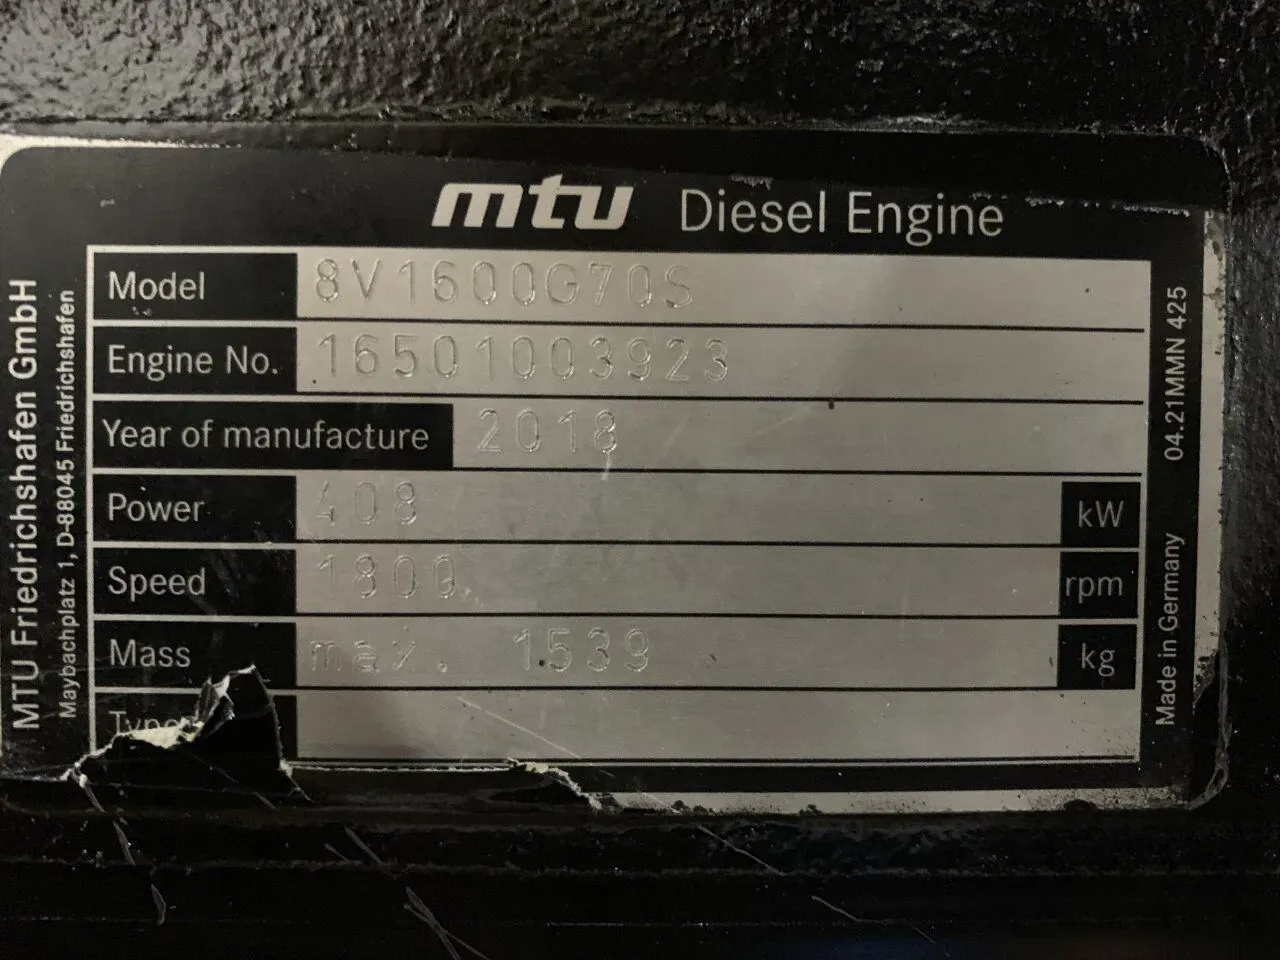 mtu Diesel Engine
Model 8V1600G70S
Engine No. 16501003923
Year of manufacture 2018
Power 408 kW
Speed 1800 rpm
Mass max. 1539 kg
Type
MTU Friedrichshafen GmbH
Maybachplatz 1, D-88045 Friedrichshafen
04.21MMN 425
Made in Germany